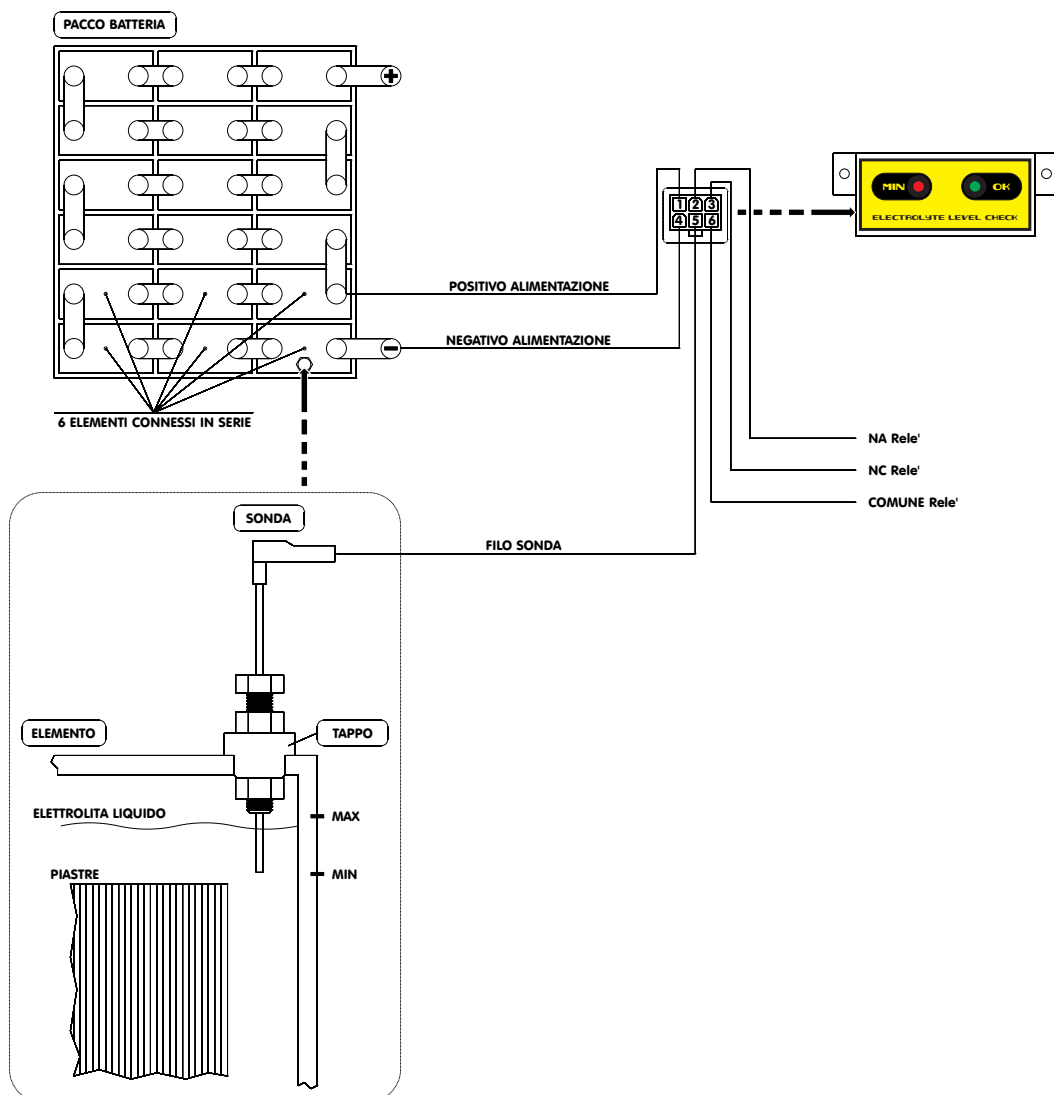 PACCO BATTERIA
+
1 2 3
4 5 6
MIN OK
ELECTROLYTE LEVEL CHECK
POSITIVO ALIMENTAZIONE
NEGATIVO ALIMENTAZIONE
-
6 ELEMENTI CONNESSI IN SERIE
NA Rele'
NC Rele'
COMUNE Rele'
SONDA
FILO SONDA
ELEMENTO
TAPPO
ELETTROLITA LIQUIDO
MAX
PIASTRE
MIN